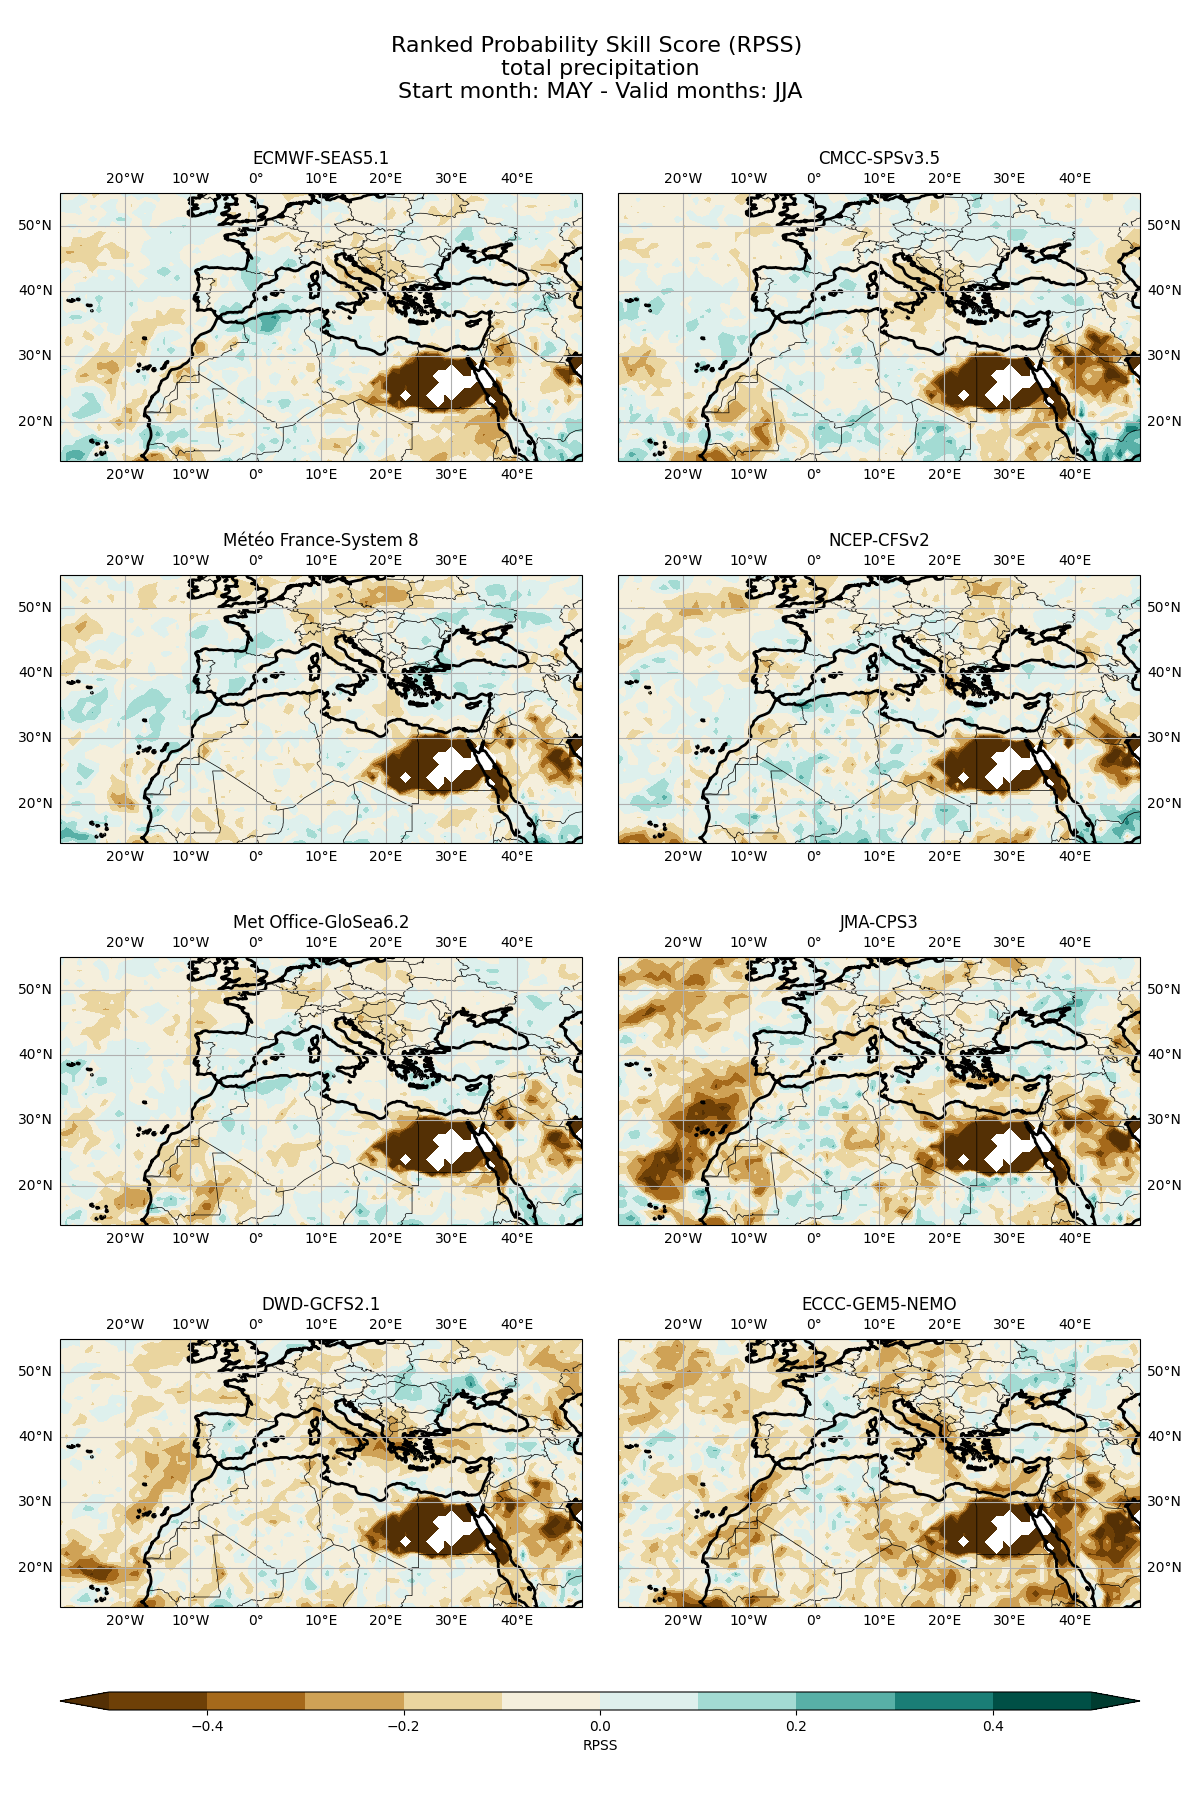 Ranked Probability Skill Score (RPSS)
total precipitation
Start month: MAY - Valid months: JJA
ECMWF-SEAS5.1 CMCC-SPSv3.5
20°W 10°W 0° 10°E 20°E 30°E 40°E 20°W 10°W 0° 10°E 20°E 30°E 40°E
50°N 50°N
40°N 40°N
30°N 30°N
20°N 20°N
20°W 10°W 0° 10°E 20°E 30°E 40°E 20°W 10°W 0° 10°E 20°E 30°E 40°E
Météo France-System 8 NCEP-CFSv2
20°W 10°W 0° 10°E 20°E 30°E 40°E 20°W 10°W 0° 10°E 20°E 30°E 40°E
50°N 50°N
40°N 40°N
30°N 30°N
20°N 20°N
20°W 10°W 0° 10°E 20°E 30°E 40°E 20°W 10°W 0° 10°E 20°E 30°E 40°E
Met Office-GloSea6.2 JMA-CPS3
20°W 10°W 0° 10°E 20°E 30°E 40°E 20°W 10°W 0° 10°E 20°E 30°E 40°E
50°N 50°N
40°N 40°N
30°N 30°N
20°N 20°N
20°W 10°W 0° 10°E 20°E 30°E 40°E 20°W 10°W 0° 10°E 20°E 30°E 40°E
DWD-GCFS2.1 ECCC-GEM5-NEMO
20°W 10°W 0° 10°E 20°E 30°E 40°E 20°W 10°W 0° 10°E 20°E 30°E 40°E
50°N 50°N
40°N 40°N
30°N 30°N
20°N 20°N
20°W 10°W 0° 10°E 20°E 30°E 40°E 20°W 10°W 0° 10°E 20°E 30°E 40°E
−0.4 −0.2 0.0 0.2 0.4
RPSS